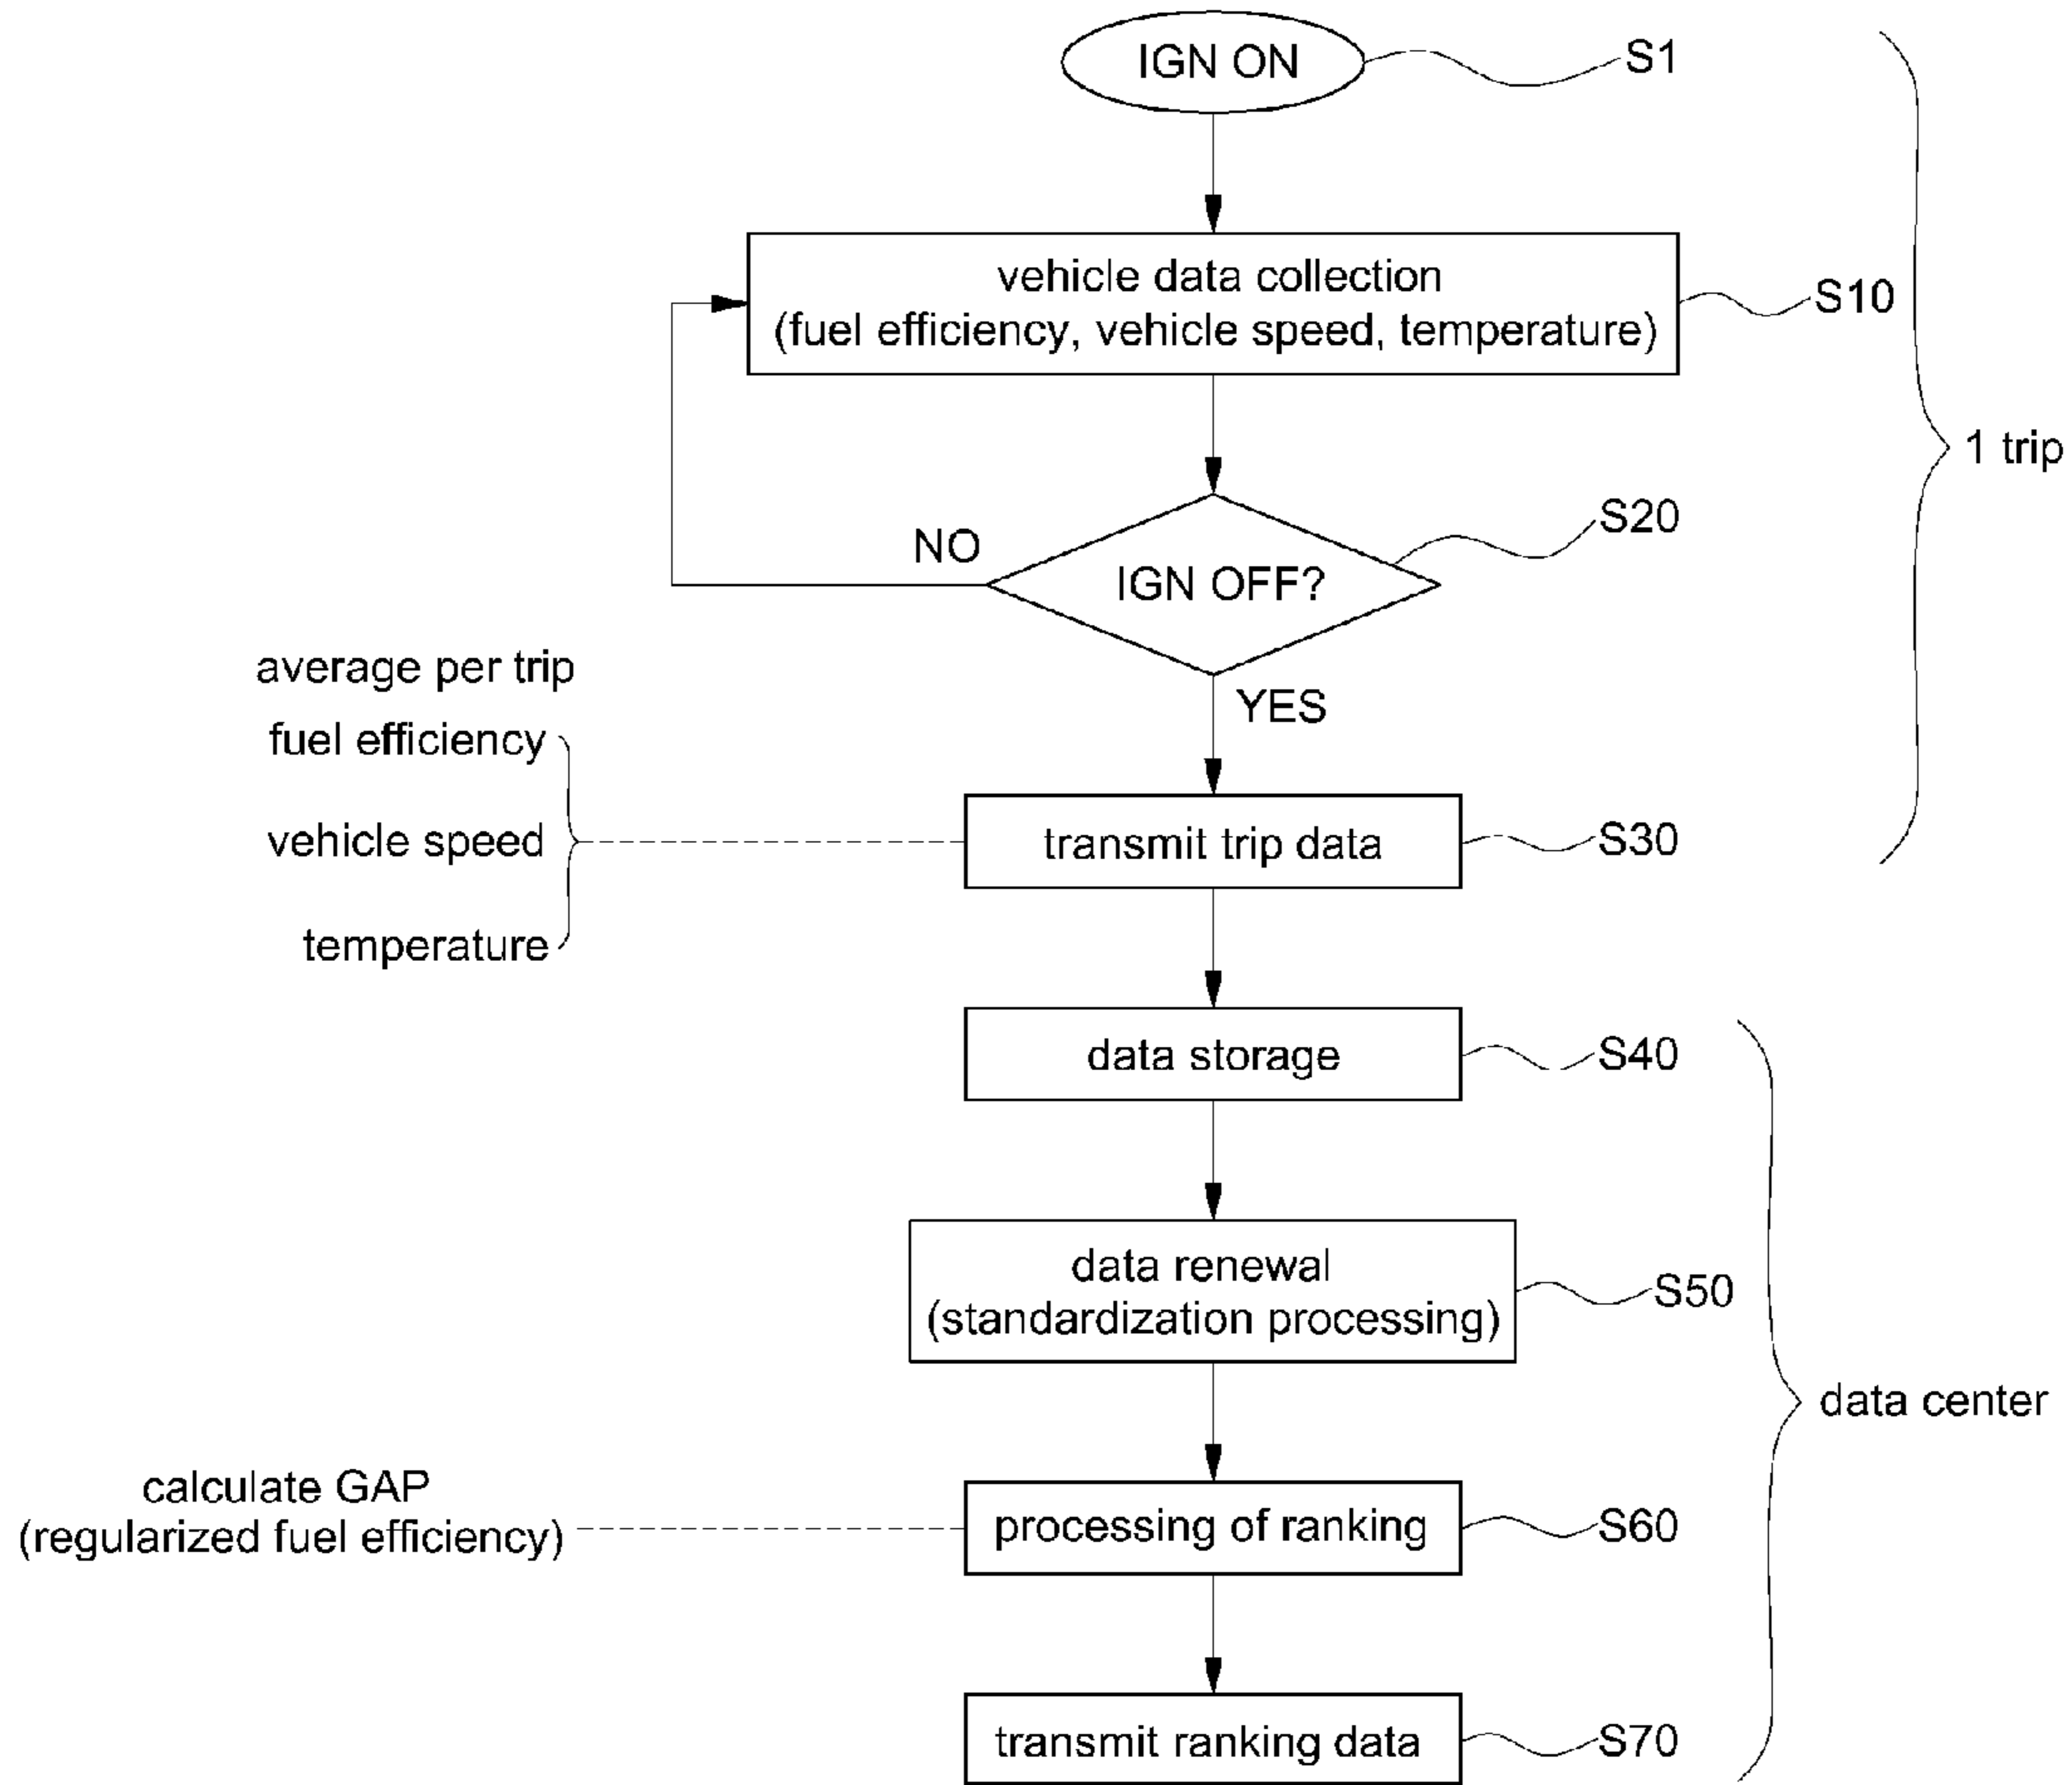 IGN ON
S1
vehicle data collection
(fuel efficiency, vehicle speed, temperature)
S10
1 trip
NO
IGN OFF?
S20
YES
average per trip
fuel efficiency
vehicle speed
temperature
transmit trip data
S30
data storage
S40
data renewal
(standardization processing)
S50
data center
calculate GAP
(regularized fuel efficiency)
processing of ranking
S60
transmit ranking data
S70